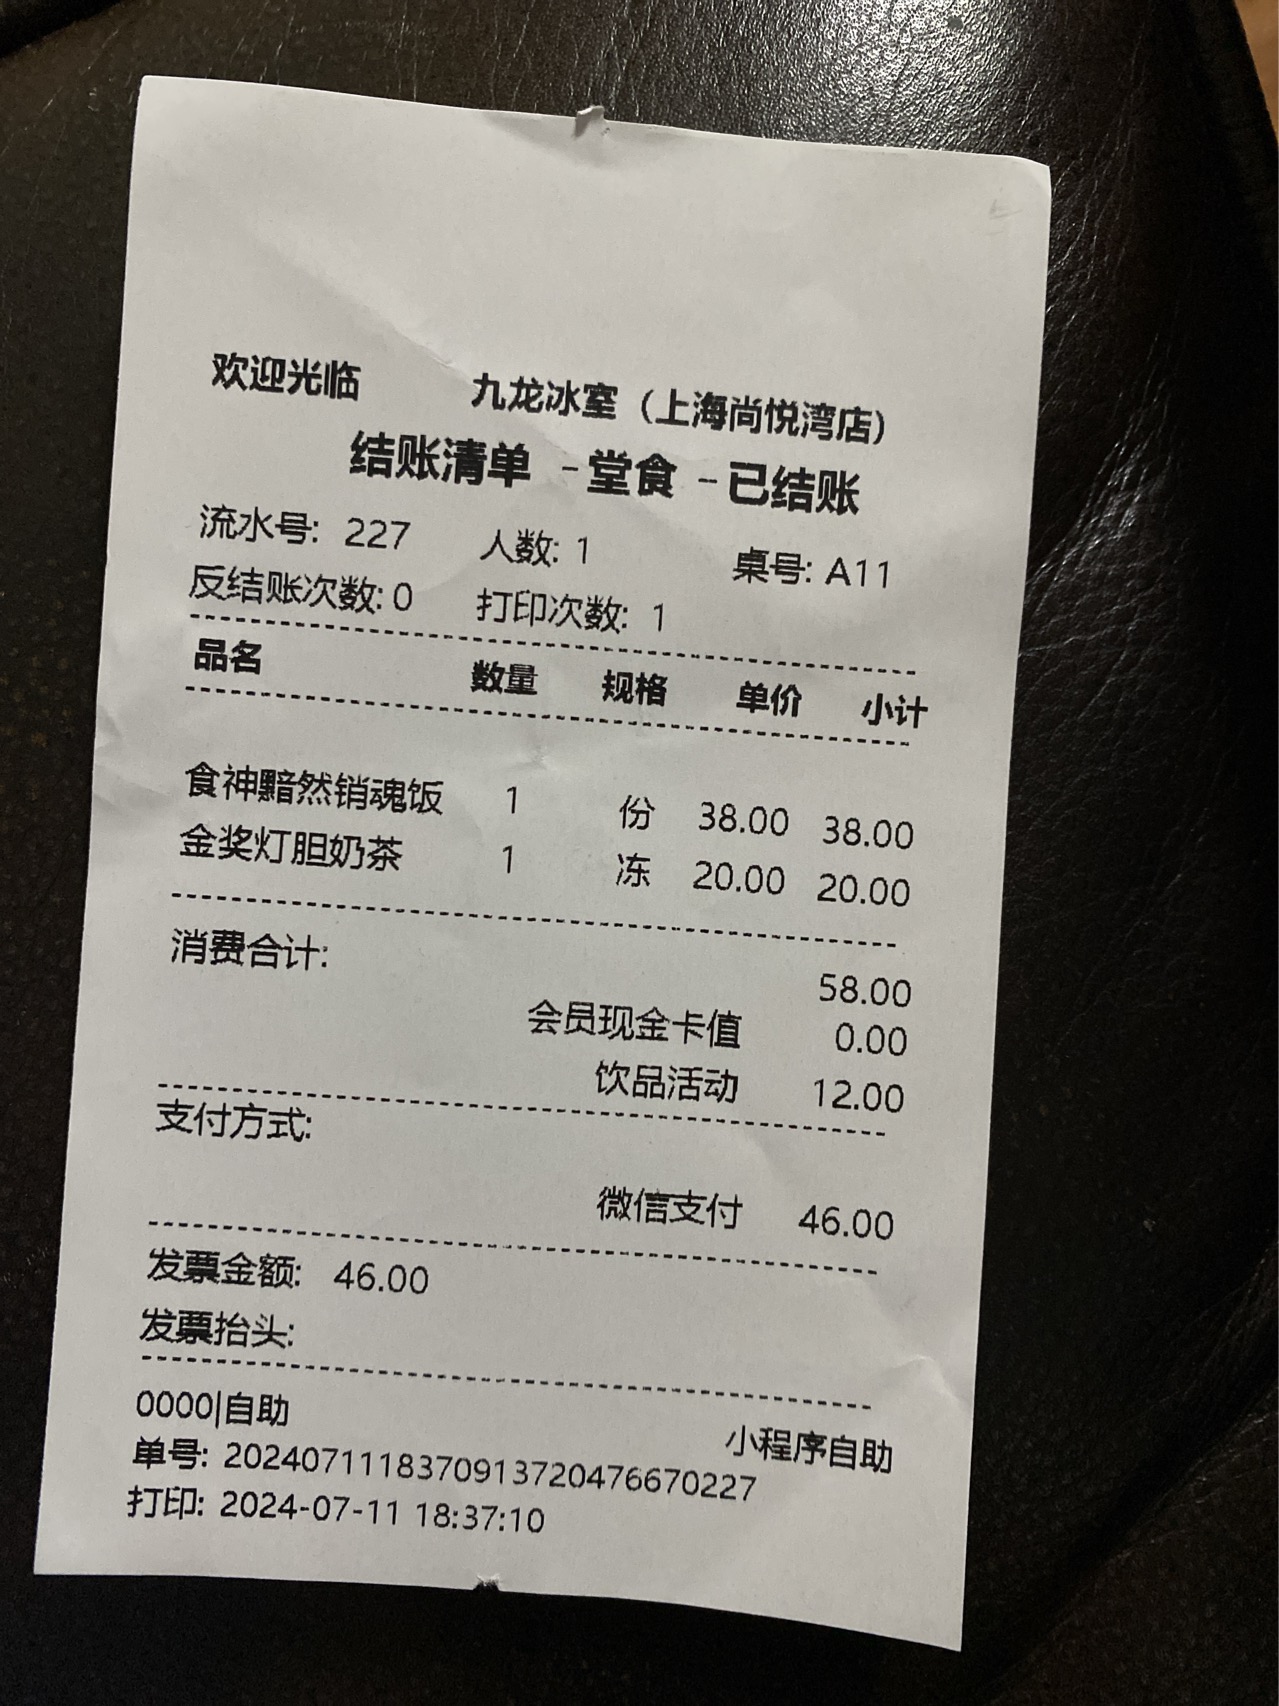 欢迎光临 九龙冰室（上海尚悦湾店）
结账清单 -堂食 -已结账
流水号: 227 人数: 1 桌号: A11
反结账次数: 0 打印次数: 1
品名 数量 规格 单价 小计
食神黯然销魂饭 1 份 38.00 38.00
金奖灯胆奶茶 1 冻 20.00 20.00
消费合计: 58.00
会员现金卡值 0.00
饮品活动 12.00
支付方式:
微信支付 46.00
发票金额: 46.00
发票抬头:
0000|自助 小程序自助
单号: 20240711183709137204766​70227
打印: 2024-07-11 18:37:10